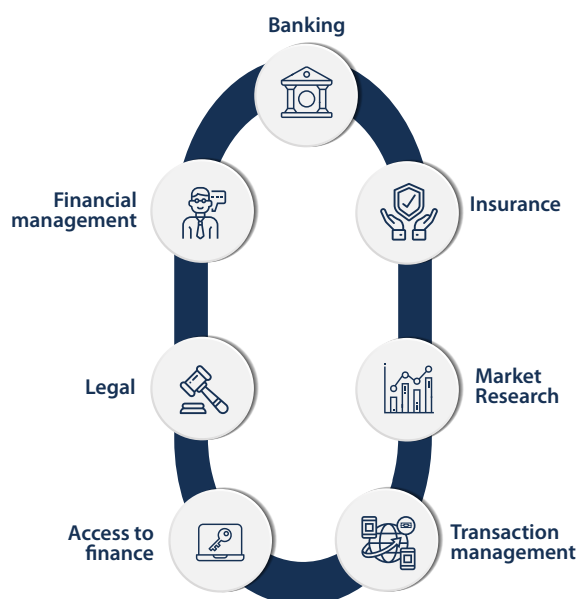 Banking
Financial
management
Insurance
Legal
Market
Research
Access to
finance
Transaction
management